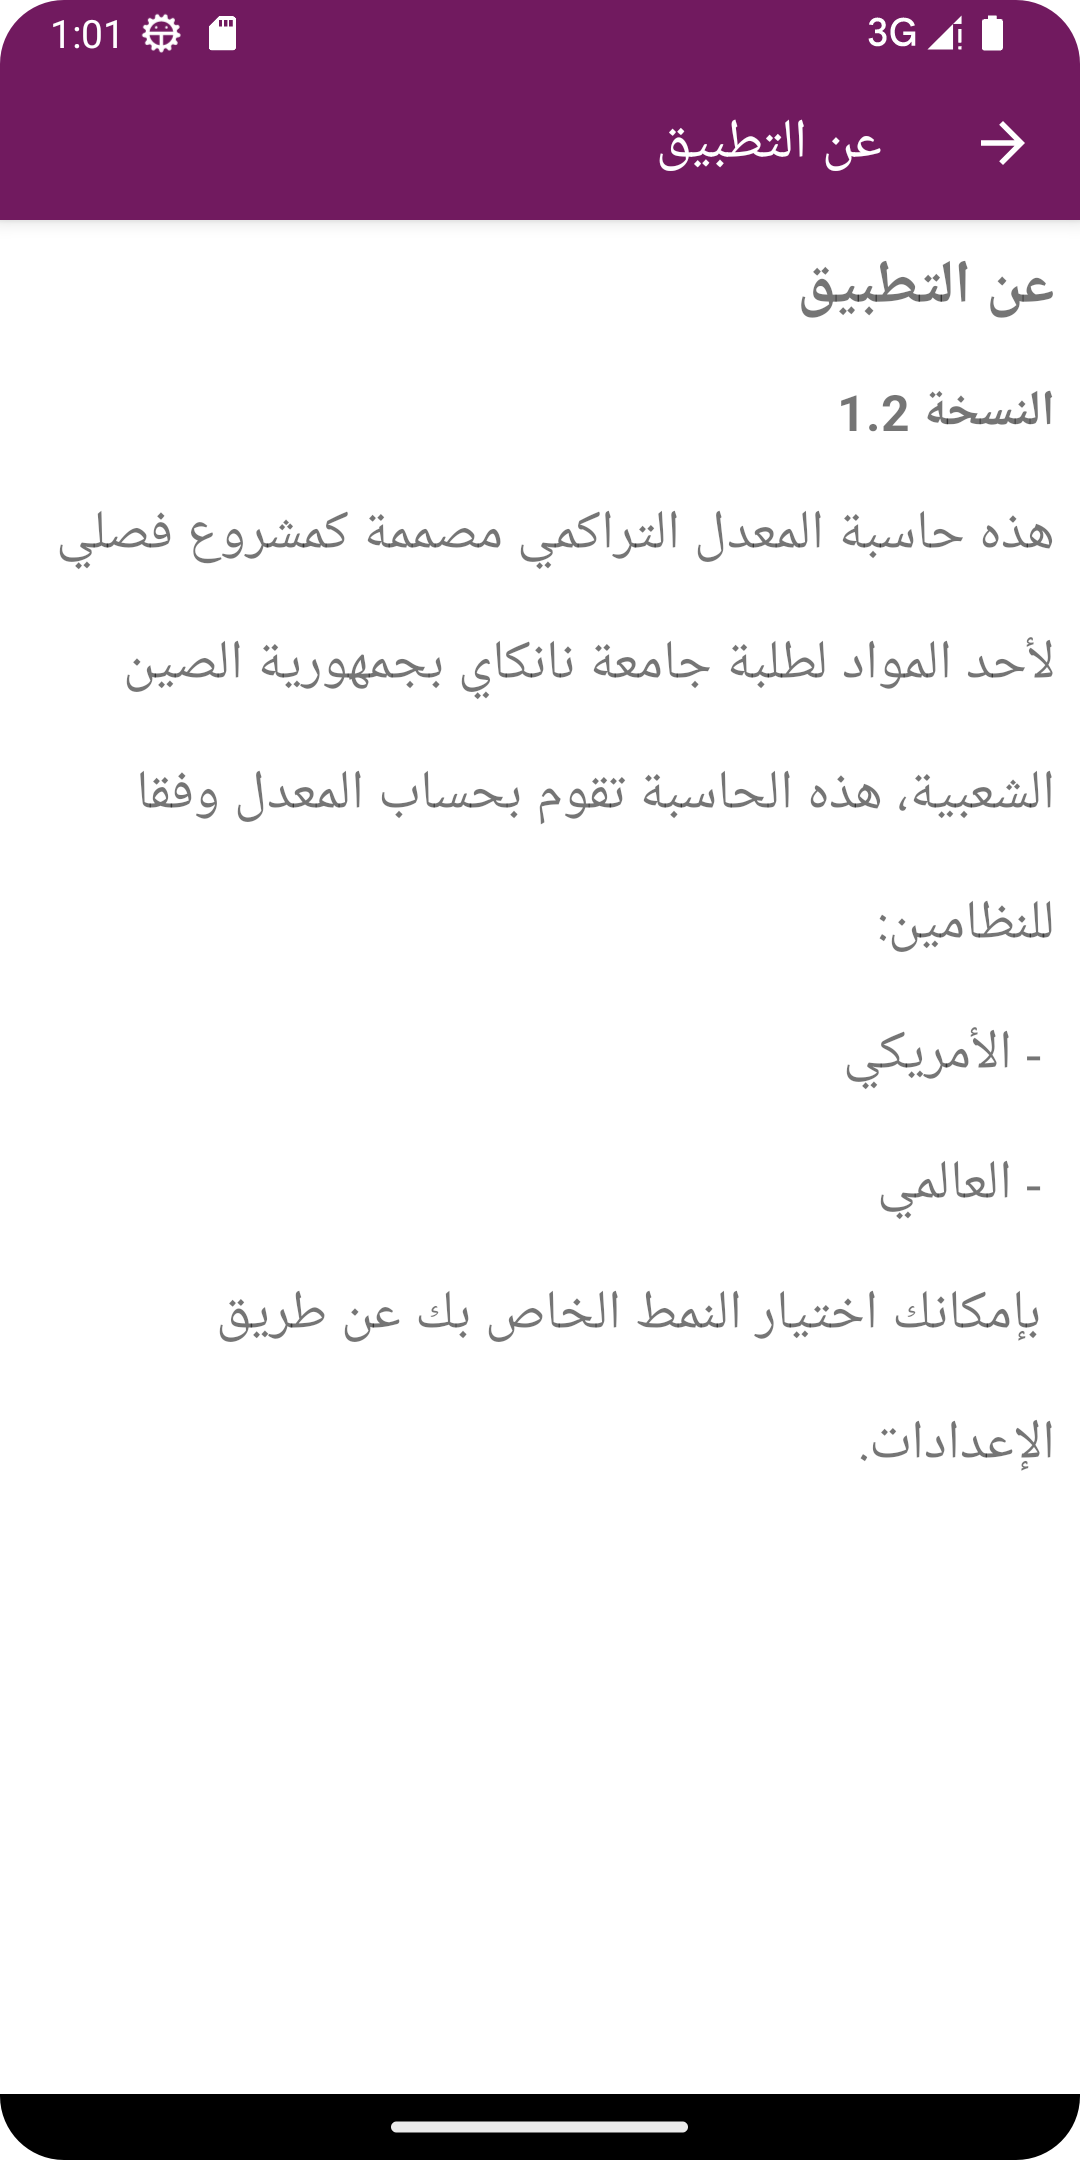 1:01
3G
عن التطبيق
عن التطبيق
النسخة 1.2
هذه حاسبة المعدل التراكمي مصممة كمشروع فصلي
لأحد المواد لطلبة جامعة نانكاي بجمهورية الصين
الشعبية، هذه الحاسبة تقوم بحساب المعدل وفقا
للنظامين:
- الأمريكي
- العالمي
بإمكانك اختيار النمط الخاص بك عن طريق
الإعدادات.